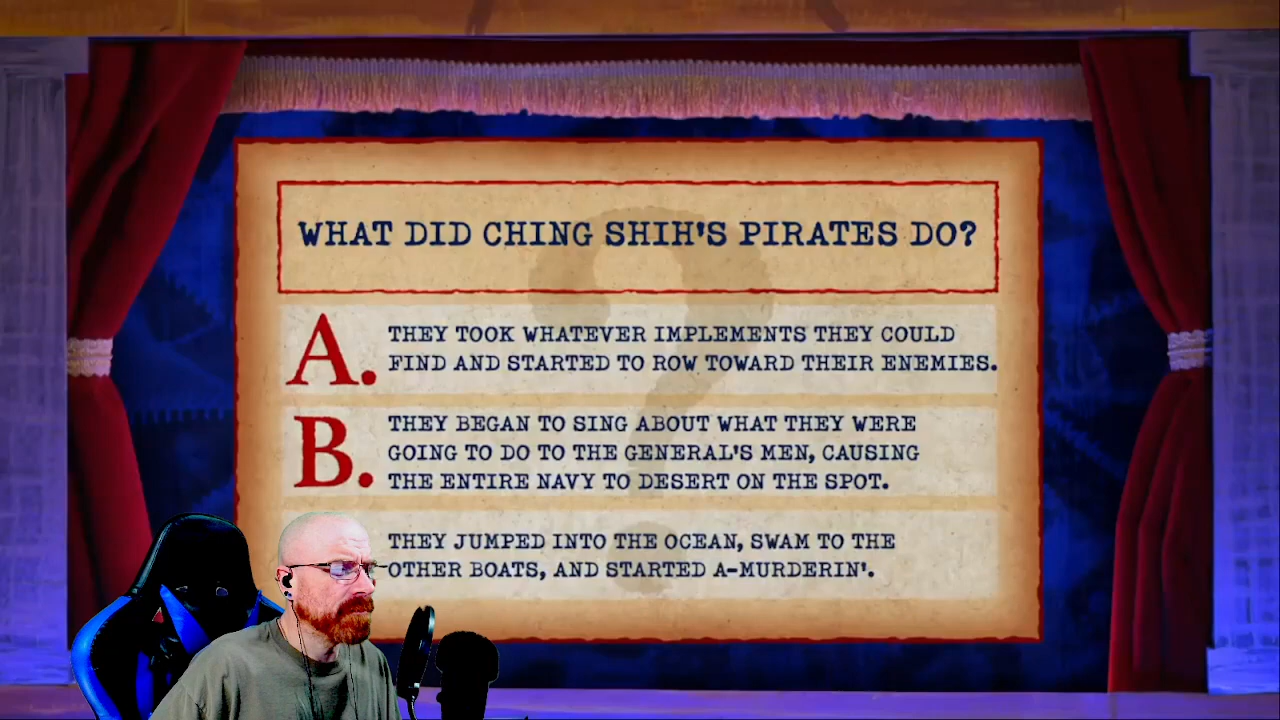 WHAT DID CHING SHIH'S PIRATES DO?
A. THEY TOOK WHATEVER IMPLEMENTS THEY COULD
FIND AND STARTED TO ROW TOWARD THEIR ENEMIES.
B. THEY BEGAN TO SING ABOUT WHAT THEY WERE
GOING TO DO TO THE GENERAL'S MEN, CAUSING
THE ENTIRE NAVY TO DESERT ON THE SPOT.
THEY JUMPED INTO THE OCEAN, SWAM TO THE
OTHER BOATS, AND STARTED A-MURDERIN'.